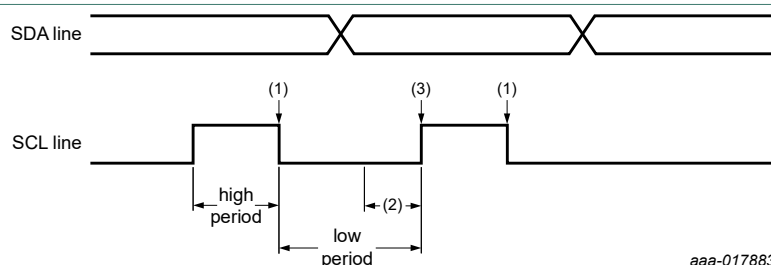 SDA line
(1)
(3)
(1)
SCL line
high
period
(2)
low
period
aaa-017883